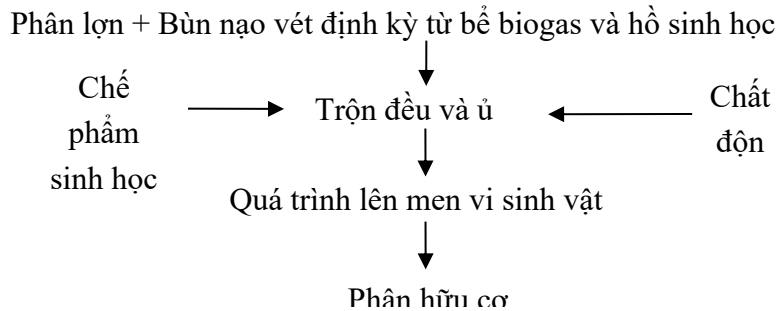 Phân lợn + Bùn nạo vét định kỳ từ bể biogas và hồ sinh học
Chế
phẩm
sinh học
Trộn đều và ủ
Chất
độn
Quá trình lên men vi sinh vật
Phân hữu cơ